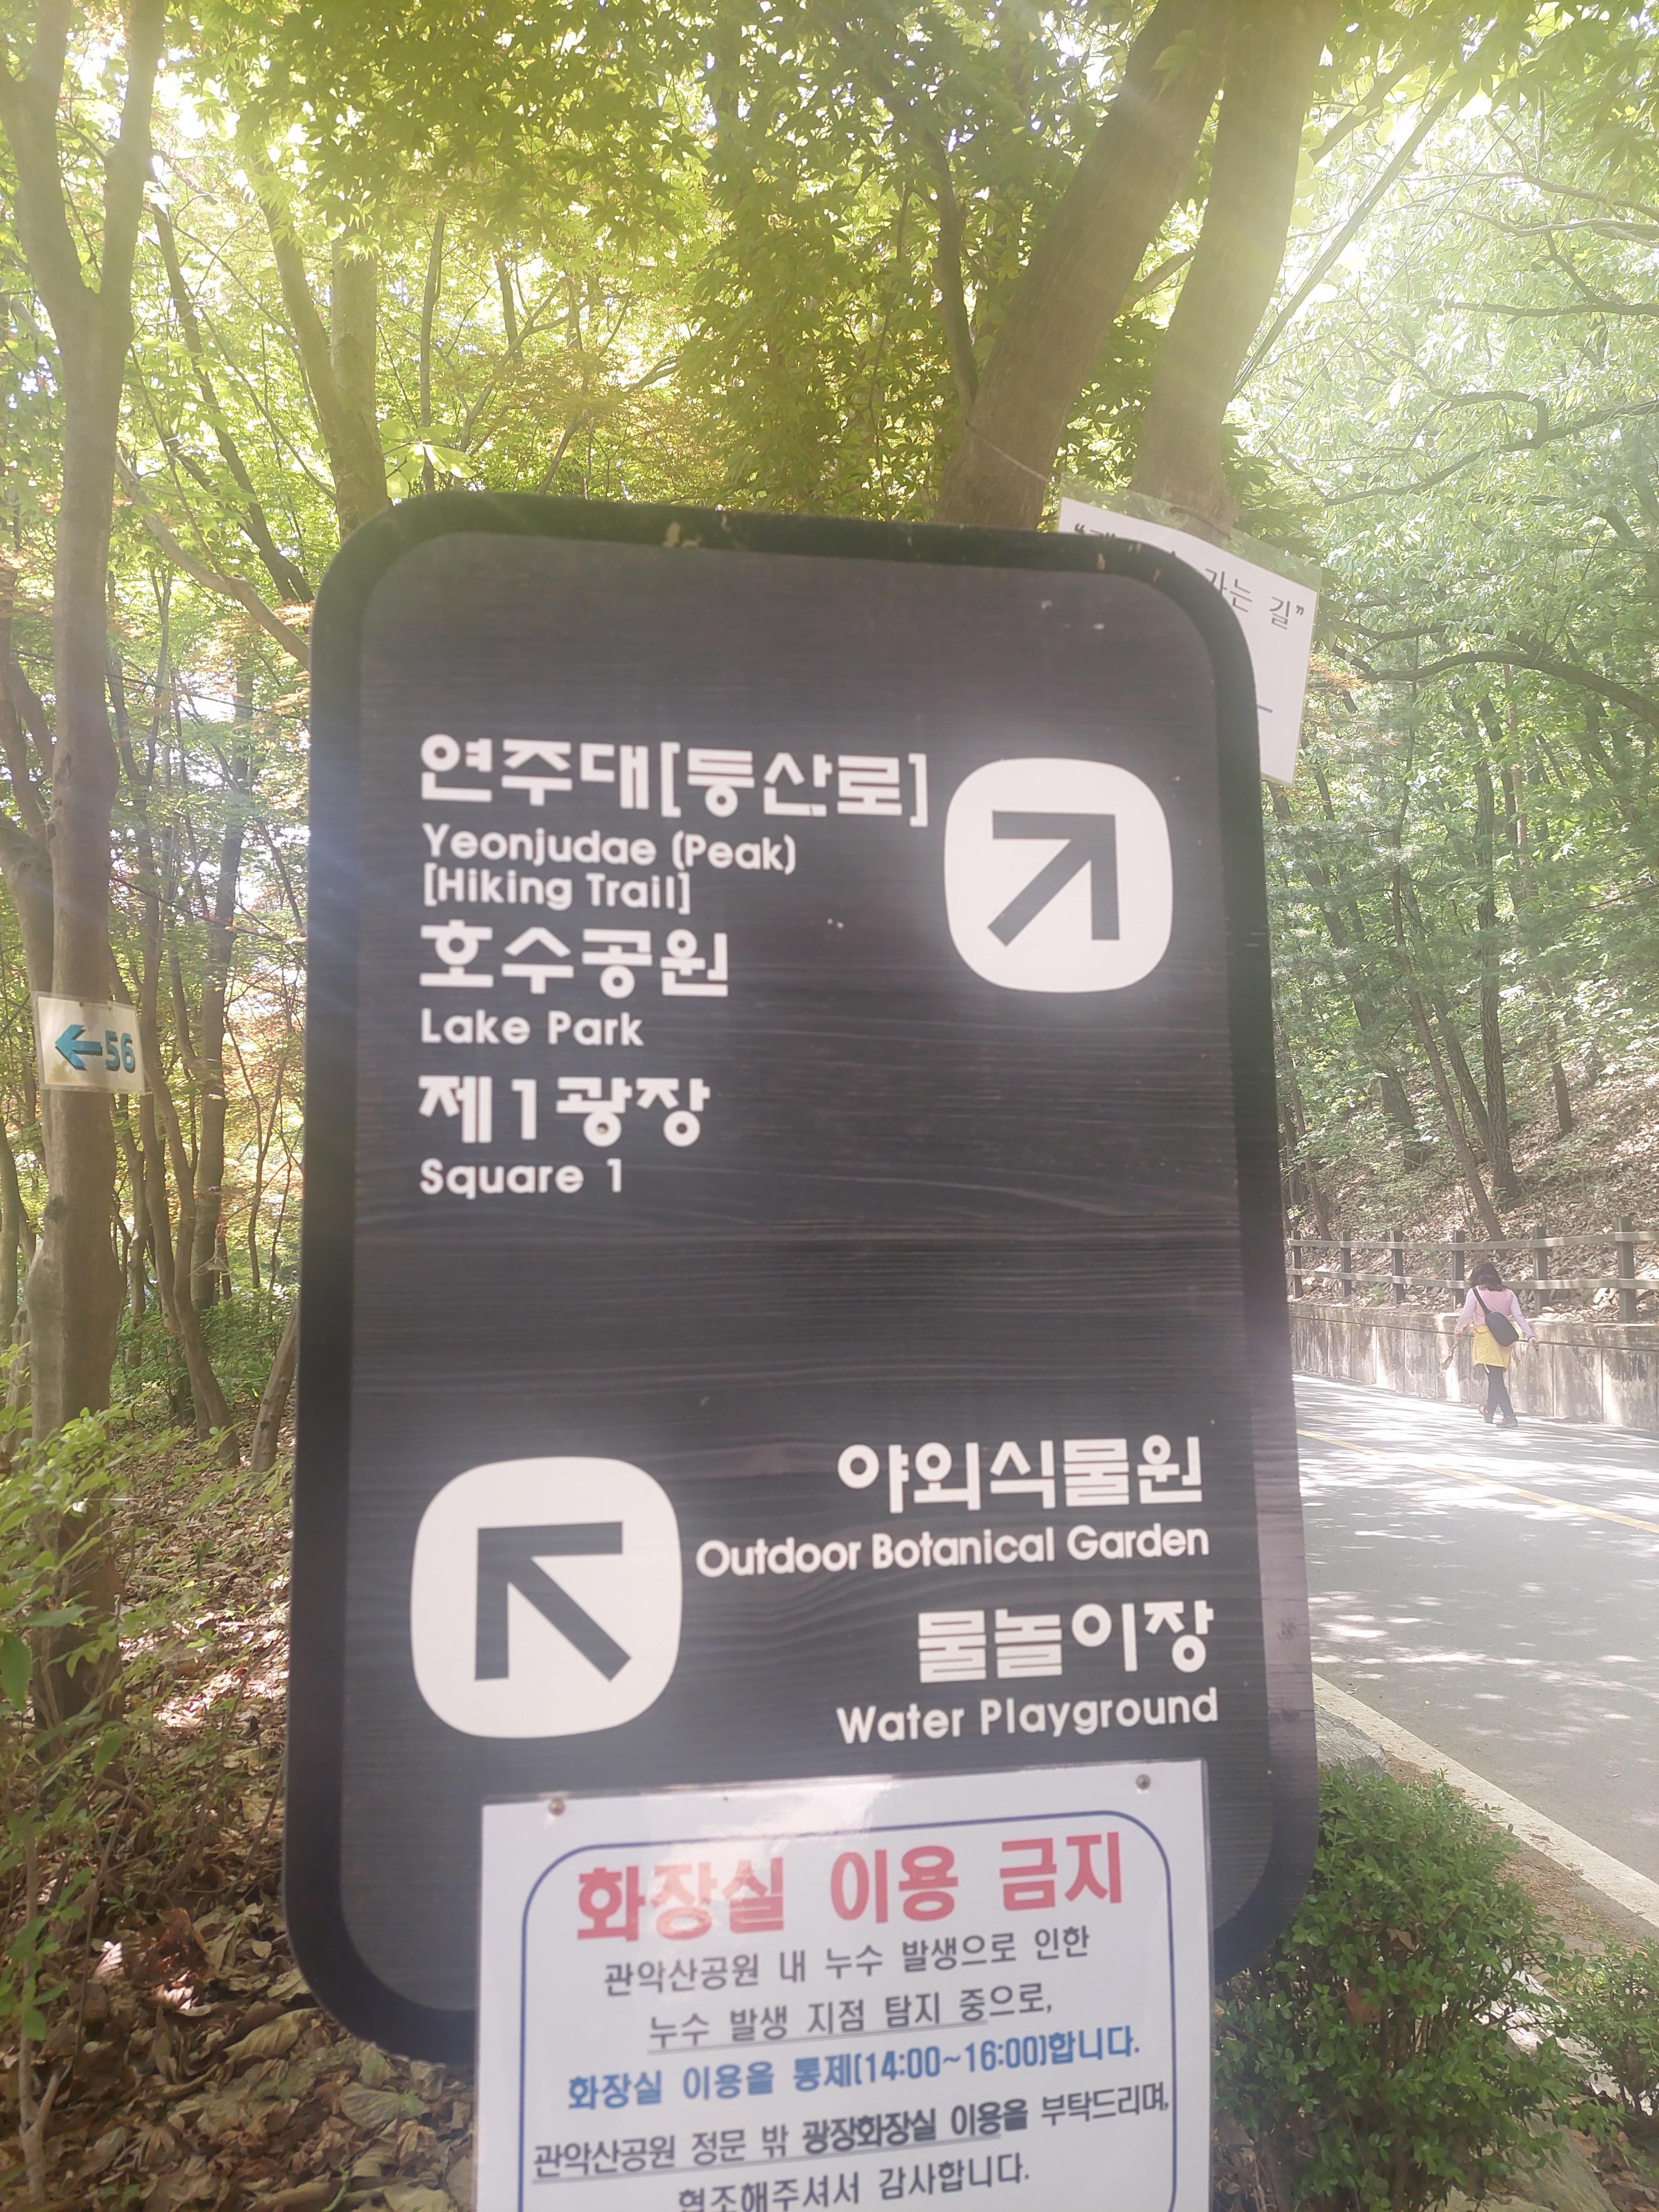 가는 길"
연주대[등산로]
Yeonjudae (Peak)
[Hiking Trail]
호수공원
Lake Park
제1광장
Square 1
56
야외식물원
Outdoor Botanical Garden
물놀이장
Water Playground
화장실 이용 금지
관악산공원 내 누수 발생으로 인한
누수 발생 지점 탐지 중으로,
화장실 이용을 통제(14:00~16:00)합니다.
관악산공원 정문 밖 광장화장실 이용을 부탁드리며,
협조해주셔서 감사합니다.